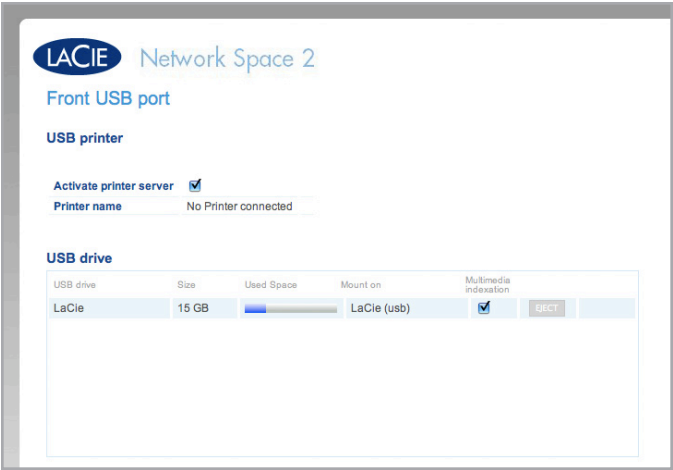 LACIE Network Space 2
Front USB port
USB printer
Activate printer server
Printer name No Printer connected
USB drive
USB drive Size Used Space Mount on Multimedia indexation
LaCie 15 GB LaCie (usb) EJECT